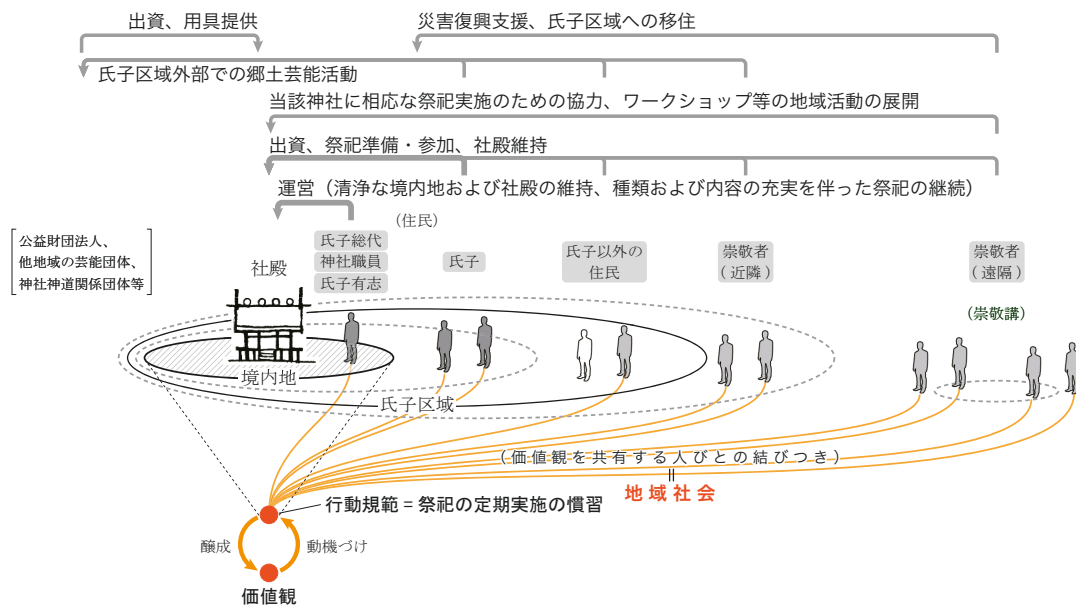 出資、用具提供
災害復興支援、氏子区域への移住
氏子区域外部での郷土芸能活動
当該神社に相応な祭祀実施のための協力、ワークショップ等の地域活動の展開
出資、祭祀準備・参加、社殿維持
運営（清浄な境内地および社殿の維持、種類および内容の充実を伴った祭祀の継続）
（住民）
公益財団法人、
他地域の芸能団体、
神社神道関係団体等
社殿
氏子総代
神社職員
氏子有志
氏子
氏子以外の
住民
崇敬者
（近隣）
崇敬者
（遠隔）
（崇敬講）
境内地
氏子区域
（価値観を共有する人びとの結びつき）
=
地域社会
行動規範 = 祭祀の定期実施の慣習
醸成
動機づけ
価値観